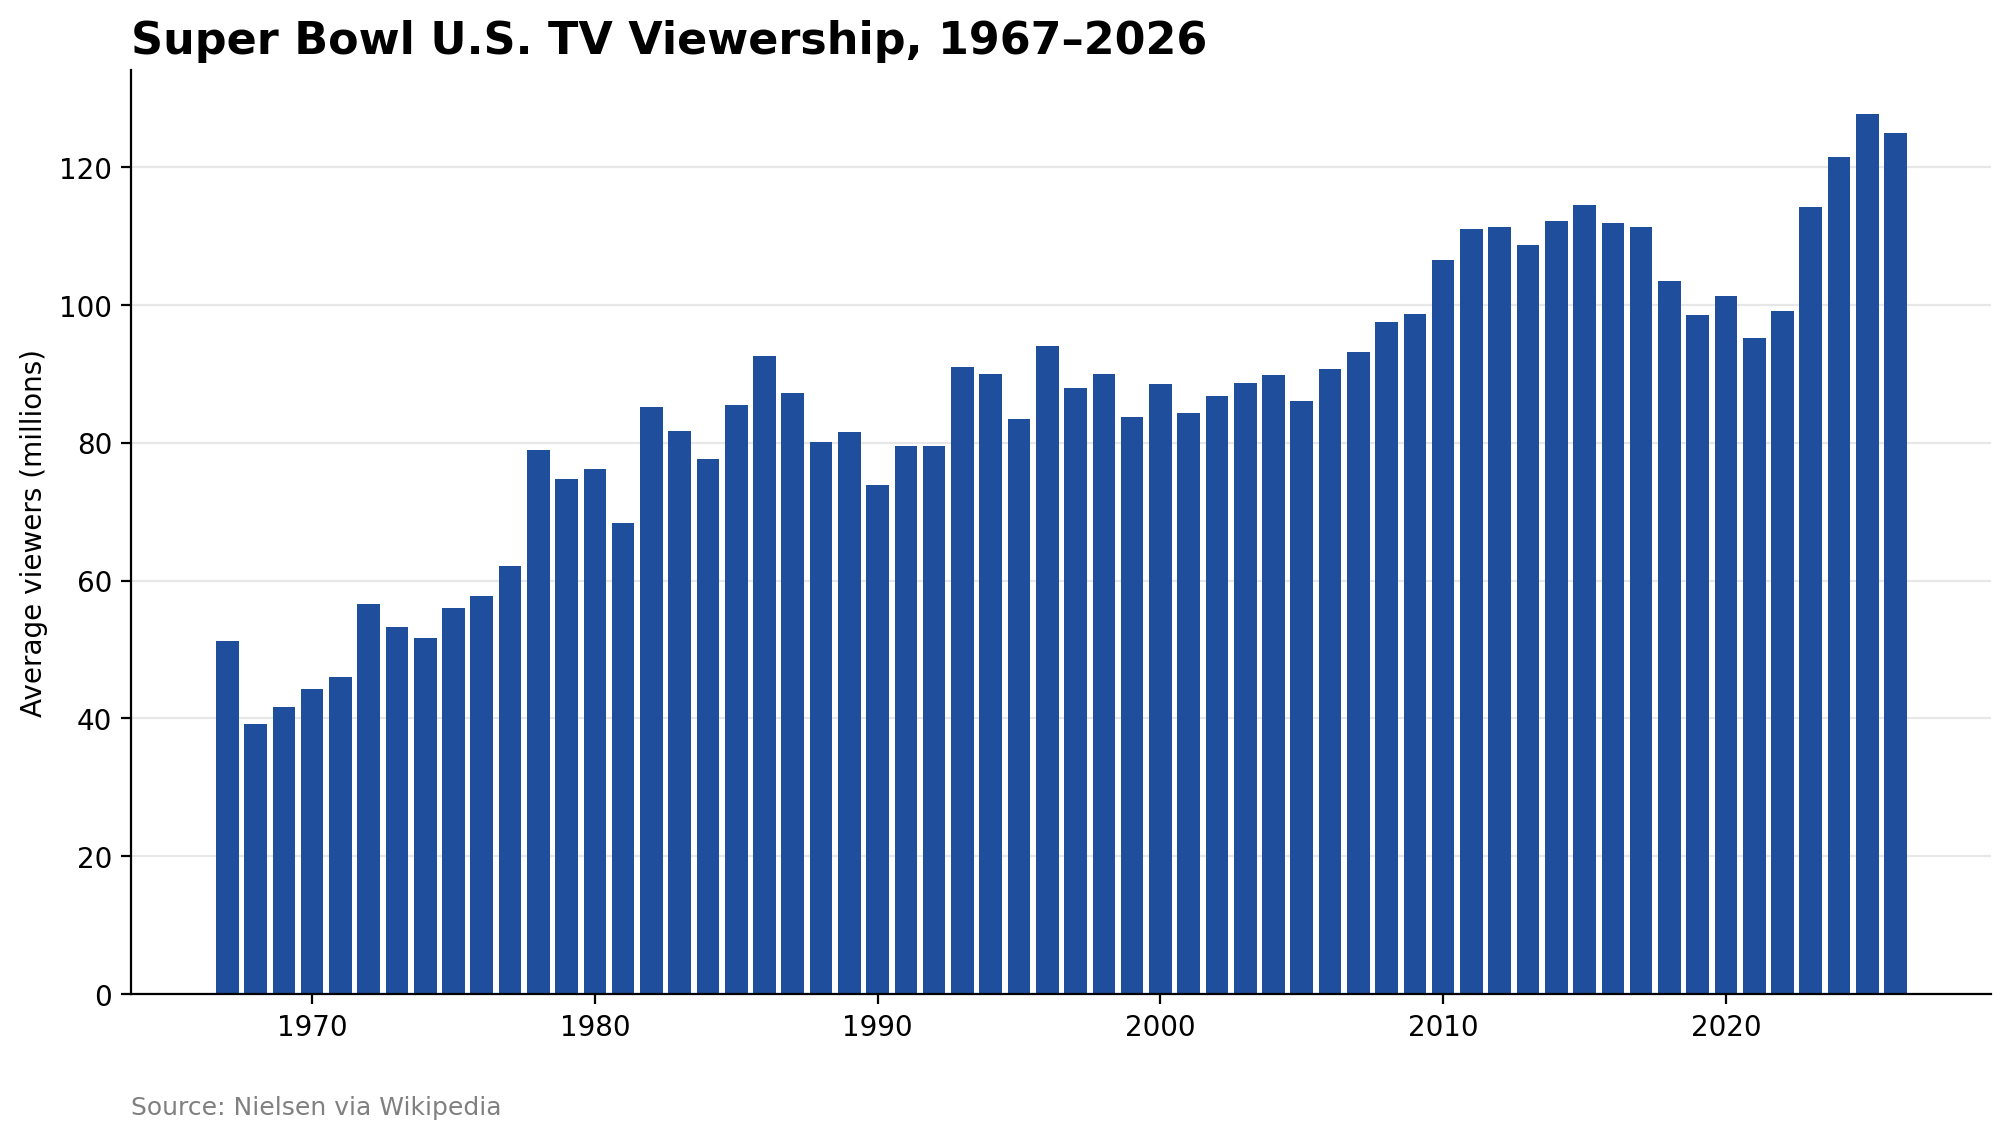 Super Bowl U.S. TV Viewership, 1967–2026
Average viewers (millions)
120
100
80
60
40
20
0
1970 1980 1990 2000 2010 2020
Source: Nielsen via Wikipedia